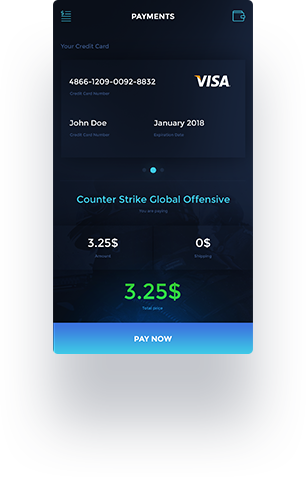 PAYMENTS
Your Credit Card
4866-1209-0092-8832
VISA
Credit Card Number
John Doe
January 2018
Credit Card Number
Expiration Date
Counter Strike Global Offensive
You are paying
3.25$
0$
Amount
Shipping
3.25$
Total price
PAY NOW